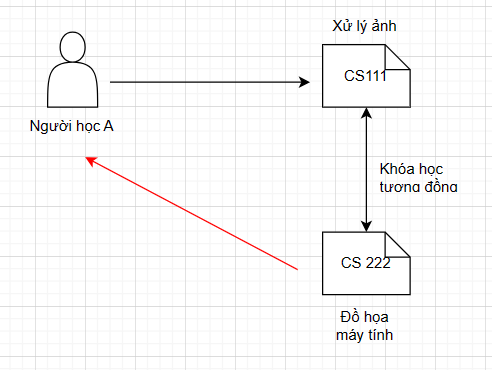 Xử lý ảnh
CS111
Người học A
Khóa học
tương đồng
CS 222
Đồ họa
máy tính